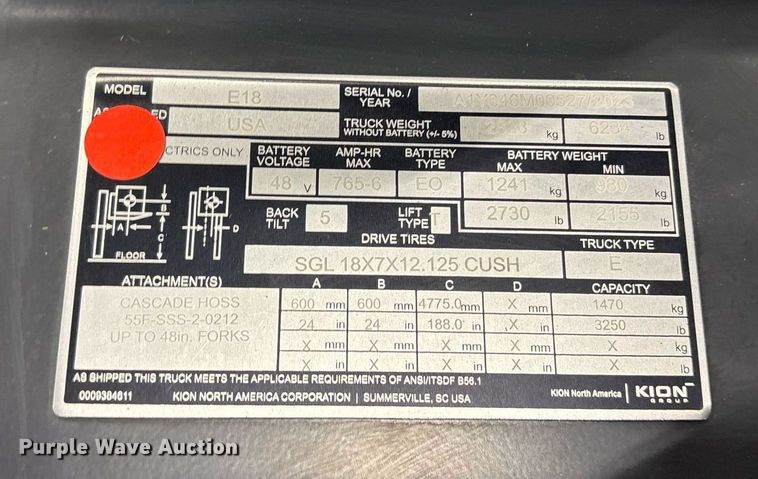 MODEL E18 SERIAL No. / YEAR
USA TRUCK WEIGHT WITHOUT BATTERY (+/- 5%) kg lb
CTRICS ONLY BATTERY VOLTAGE AMP-HR MAX BATTERY TYPE BATTERY WEIGHT
MAX MIN
48 V 765-6 EO 1241 kg 980 kg
2730 lb 2155 lb
BACK TILT 5 LIFT TYPE T
DRIVE TIRES TRUCK TYPE
SGL 18X7X12.125 CUSH E
A B C D
FLOOR
ATTACHMENT(S) A B C D CAPACITY
CASCADE HOSS 600 mm 600 mm 4775.0 mm X mm 1470 kg
55F-SSS-2-0212 24 in 24 in 188.0 in X in 3250 lb
UP TO 48in. FORKS X mm X mm X mm X mm X kg
X in X in X in X in X lb
AS SHIPPED THIS TRUCK MEETS THE APPLICABLE REQUIREMENTS OF ANSI/ITSDF B56.1
0009384611 KION NORTH AMERICA CORPORATION | SUMMERVILLE, SC USA KION North America | KION GROUP
Purple Wave Auction